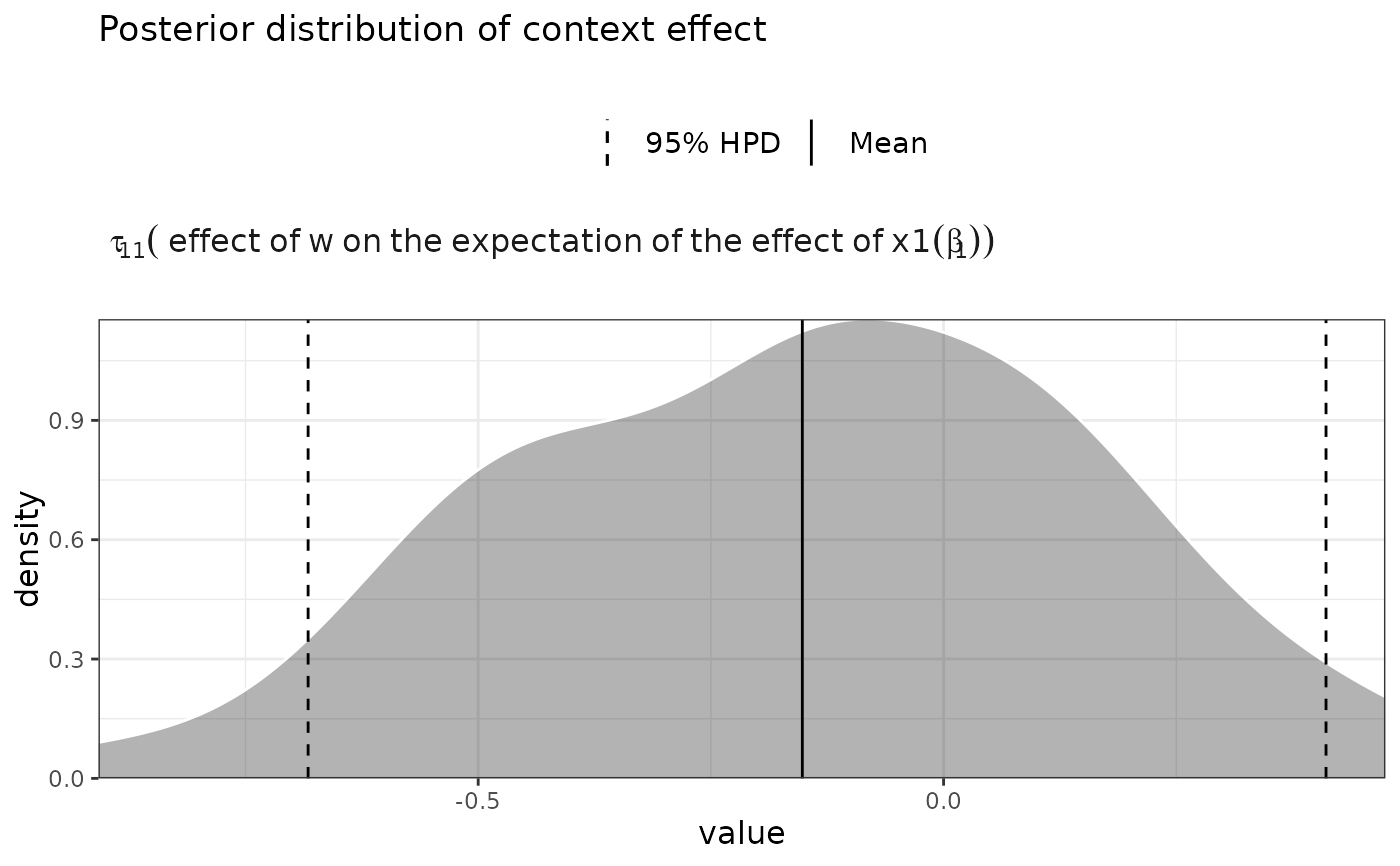 Posterior distribution of context effect
95% HPD Mean
τ11( effect of w on the expectation of the effect of x1(β1))
0.9
0.6
0.3
0.0
density
-0.5 0.0
value